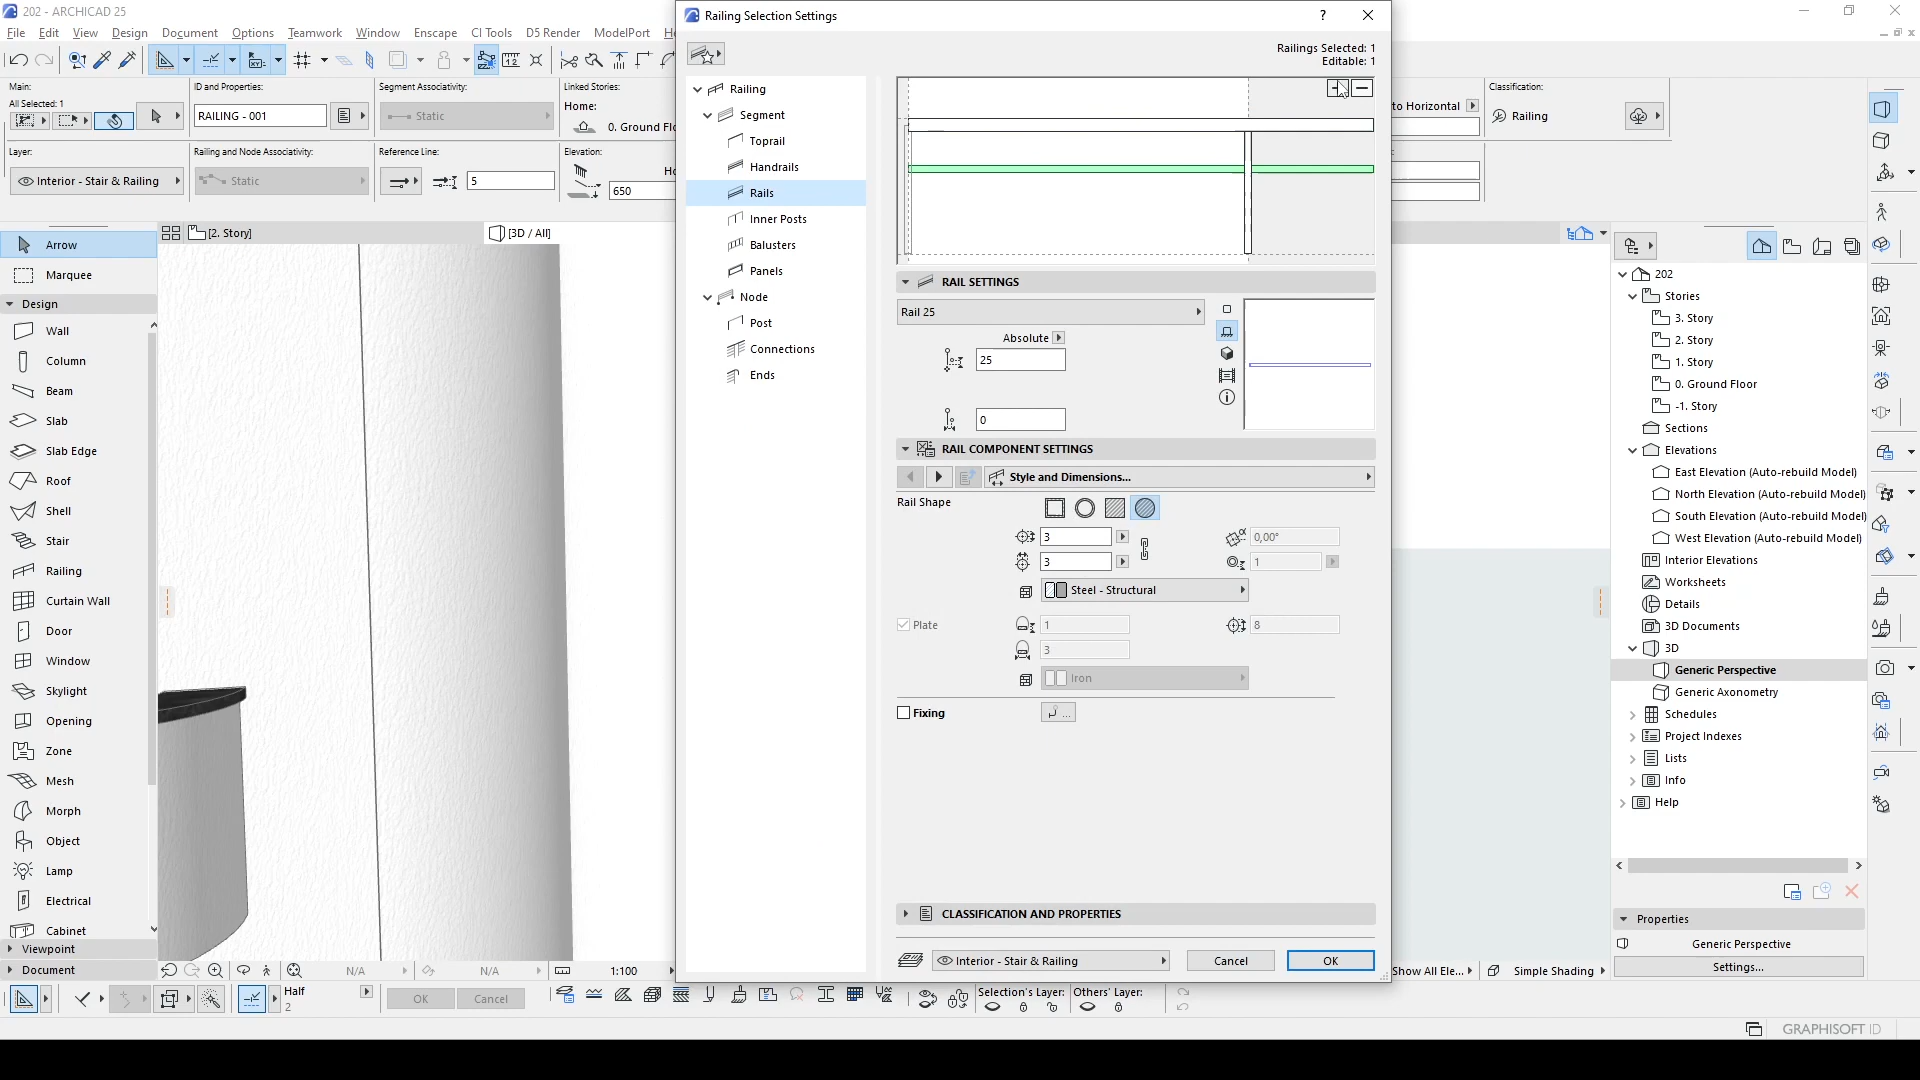 202 - ARCHICAD 25
File Edit View Design Document Options Teamwork Window Enscape CI Tools D5 Render ModelPort He
Main:
All Selected: 1
ID and Properties:
RAILING - 001
Segment Associativity:
Static
Linked Stories:
Home:
0. Ground Flo
Layer:
Interior - Stair & Railing
Railing and Node Associativity:
Static
Reference Line:
5
Elevation:
Ho
650
to Horizontal
Classification:
Railing
[2. Story]
[3D / All]
Arrow
Marquee
Design
Wall
Column
Beam
Slab
Slab Edge
Roof
Shell
Stair
Railing
Curtain Wall
Door
Window
Skylight
Opening
Zone
Mesh
Morph
Object
Lamp
Electrical
Cabinet
Viewpoint
Document
Railing Selection Settings
?
Railings Selected: 1
Editable: 1
Railing
Segment
Toprail
Handrails
Rails
Inner Posts
Balusters
Panels
Node
Post
Connections
Ends
RAIL SETTINGS
Rail 25
Absolute
25
0
RAIL COMPONENT SETTINGS
Style and Dimensions...
Rail Shape
3
0,00°
3
1
Steel - Structural
Plate
1
8
3
Iron
Fixing
...
CLASSIFICATION AND PROPERTIES
Interior - Stair & Railing
Cancel
OK
202
Stories
3. Story
2. Story
1. Story
0. Ground Floor
-1. Story
Sections
Elevations
East Elevation (Auto-rebuild Model)
North Elevation (Auto-rebuild Model)
South Elevation (Auto-rebuild Model)
West Elevation (Auto-rebuild Model)
Interior Elevations
Worksheets
Details
3D Documents
3D
Generic Perspective
Generic Axonometry
Schedules
Project Indexes
Lists
Info
Help
Properties
Generic Perspective
Settings...
N/A
N/A
1:100
Show All Ele...
Simple Shading
Half
2
OK
Cancel
Selection's Layer:
Others' Layer:
GRAPHISOFT ID